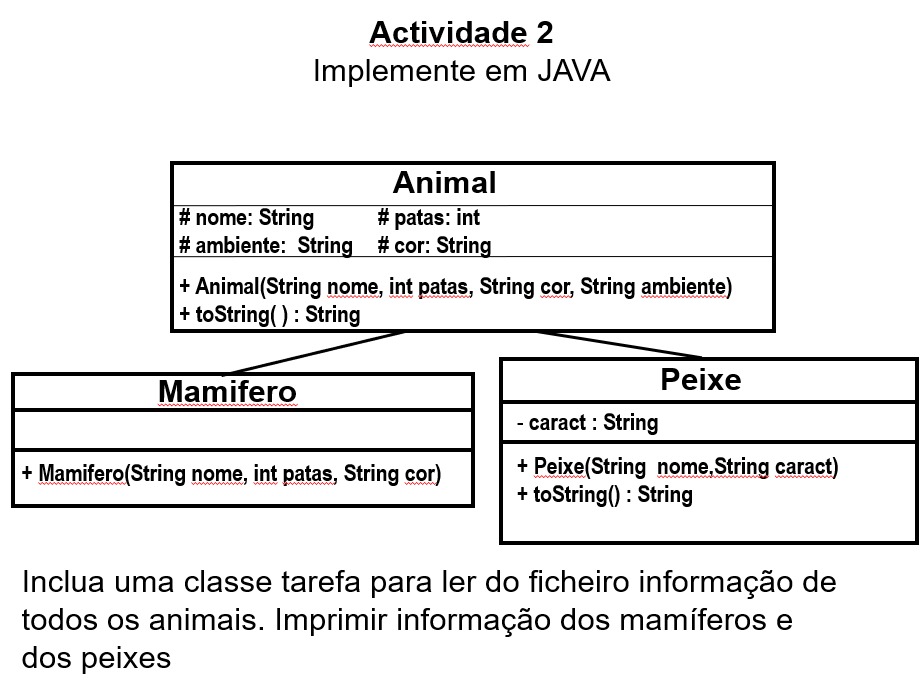 Actividade 2
Implemente em JAVA
Animal
# nome: String # patas: int
# ambiente: String # cor: String
+ Animal(String nome, int patas, String cor, String ambiente)
+ toString( ) : String
Mamifero
+ Mamifero(String nome, int patas, String cor)
Peixe
- caract : String
+ Peixe(String nome,String caract)
+ toString() : String
Inclua uma classe tarefa para ler do ficheiro informação de
todos os animais. Imprimir informação dos mamíferos e
dos peixes